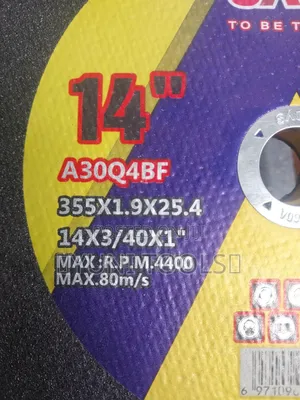 TO BE T
14"
A30Q4BF
355X1.9X25.4
14X3/40X1"
MAX:R.P.M.4400
MAX.80m/s